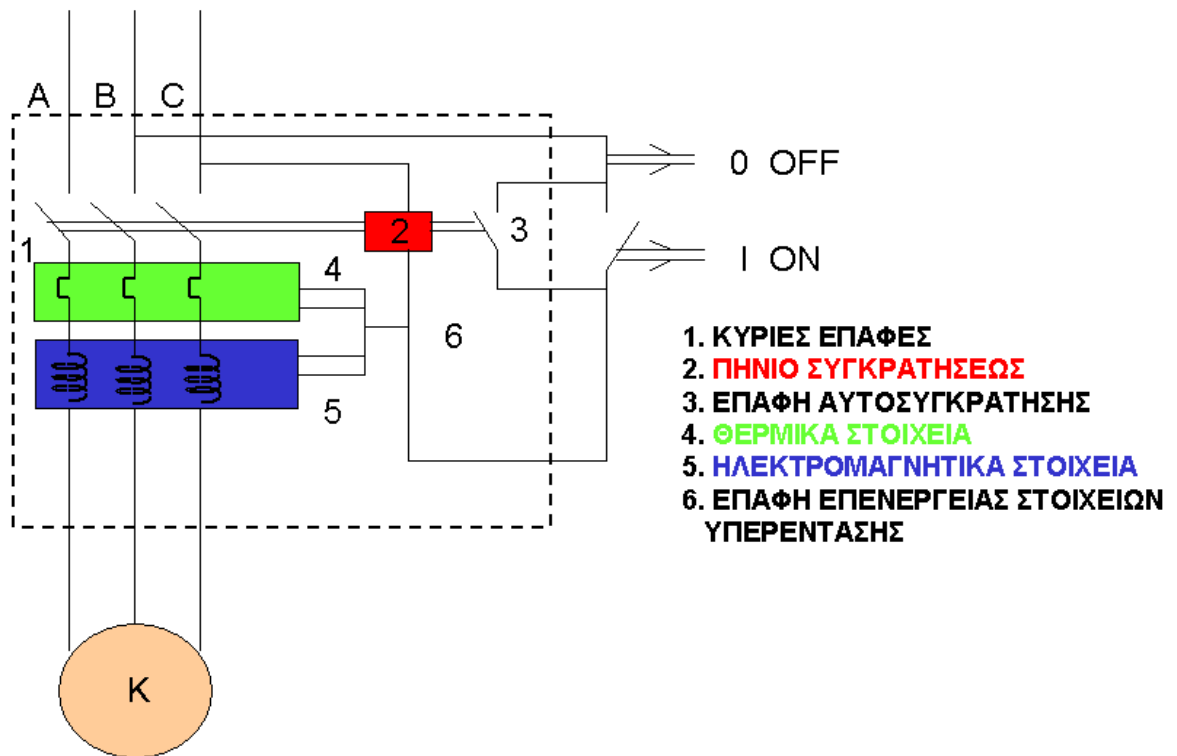 A B C
0 OFF
2
3
1
I ON
4
6
5
1. ΚΥΡΙΕΣ ΕΠΑΦΕΣ
2. ΠΗΝΙΟ ΣΥΓΚΡΑΤΗΣΕΩΣ
3. ΕΠΑΦΗ ΑΥΤΟΣΥΓΚΡΑΤΗΣΗΣ
4. ΘΕΡΜΙΚΑ ΣΤΟΙΧΕΙΑ
5. ΗΛΕΚΤΡΟΜΑΓΝΗΤΙΚΑ ΣΤΟΙΧΕΙΑ
6. ΕΠΑΦΗ ΕΠΕΝΕΡΓΕΙΑΣ ΣΤΟΙΧΕΙΩΝ
ΥΠΕΡΕΝΤΑΣΗΣ
K